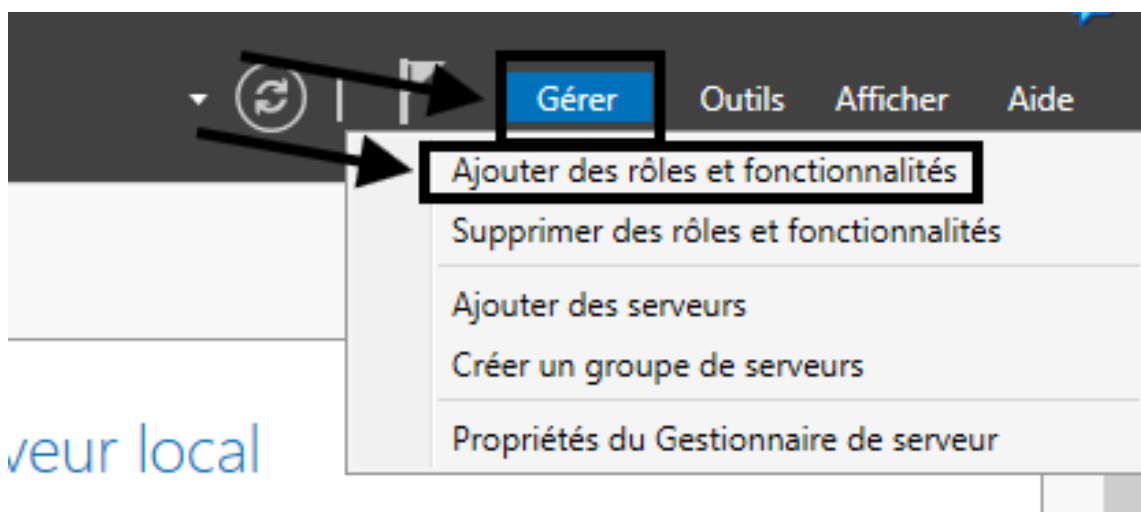 Gérer Outils Afficher Aide
Ajouter des rôles et fonctionnalités
Supprimer des rôles et fonctionnalités
Ajouter des serveurs
Créer un groupe de serveurs
Propriétés du Gestionnaire de serveur
veur local